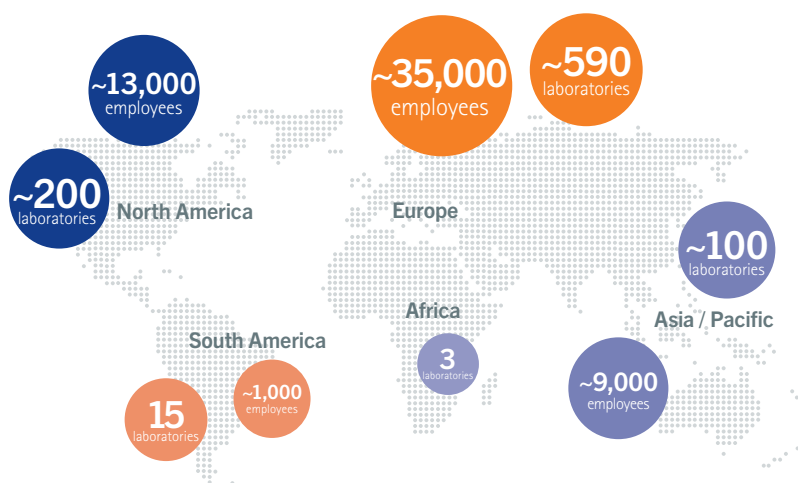 ~13,000
employees
~200
laboratories
North America
~35,000
employees
~590
laboratories
Europe
~100
laboratories
Asia / Pacific
~9,000
employees
Africa
3
laboratories
South America
15
laboratories
~1,000
employees